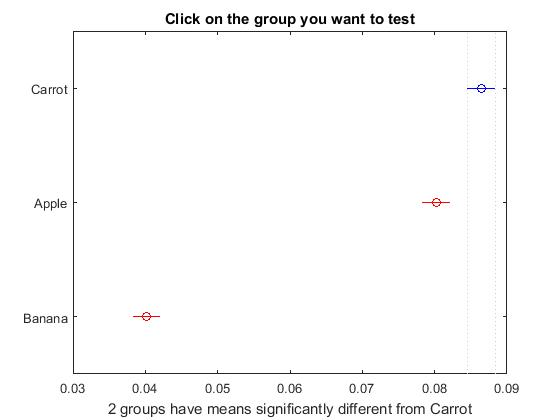 Click on the group you want to test
Carrot
Apple
Banana
0.03 0.04 0.05 0.06 0.07 0.08 0.09
2 groups have means significantly different from Carrot